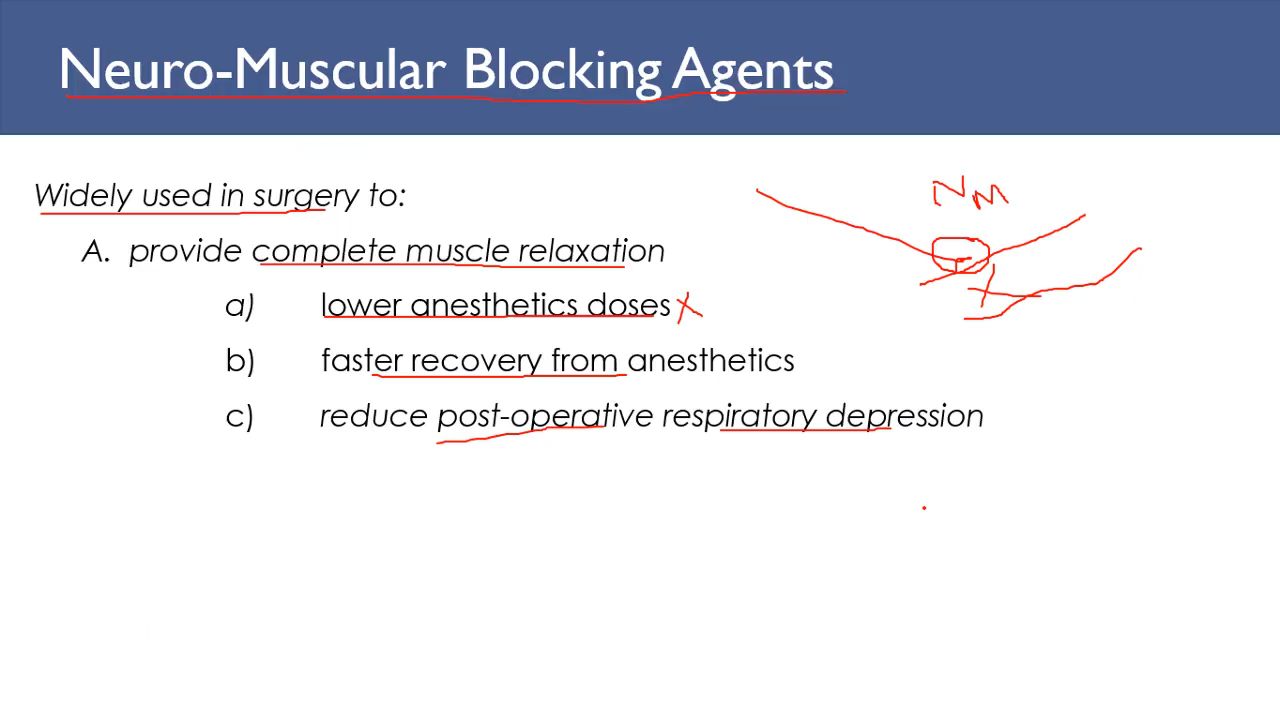 Neuro-Muscular Blocking Agents
Widely used in surgery to:
NM
A. provide complete muscle relaxation
a) lower anesthetics doses x
b) faster recovery from anesthetics
c) reduce post-operative respiratory depression